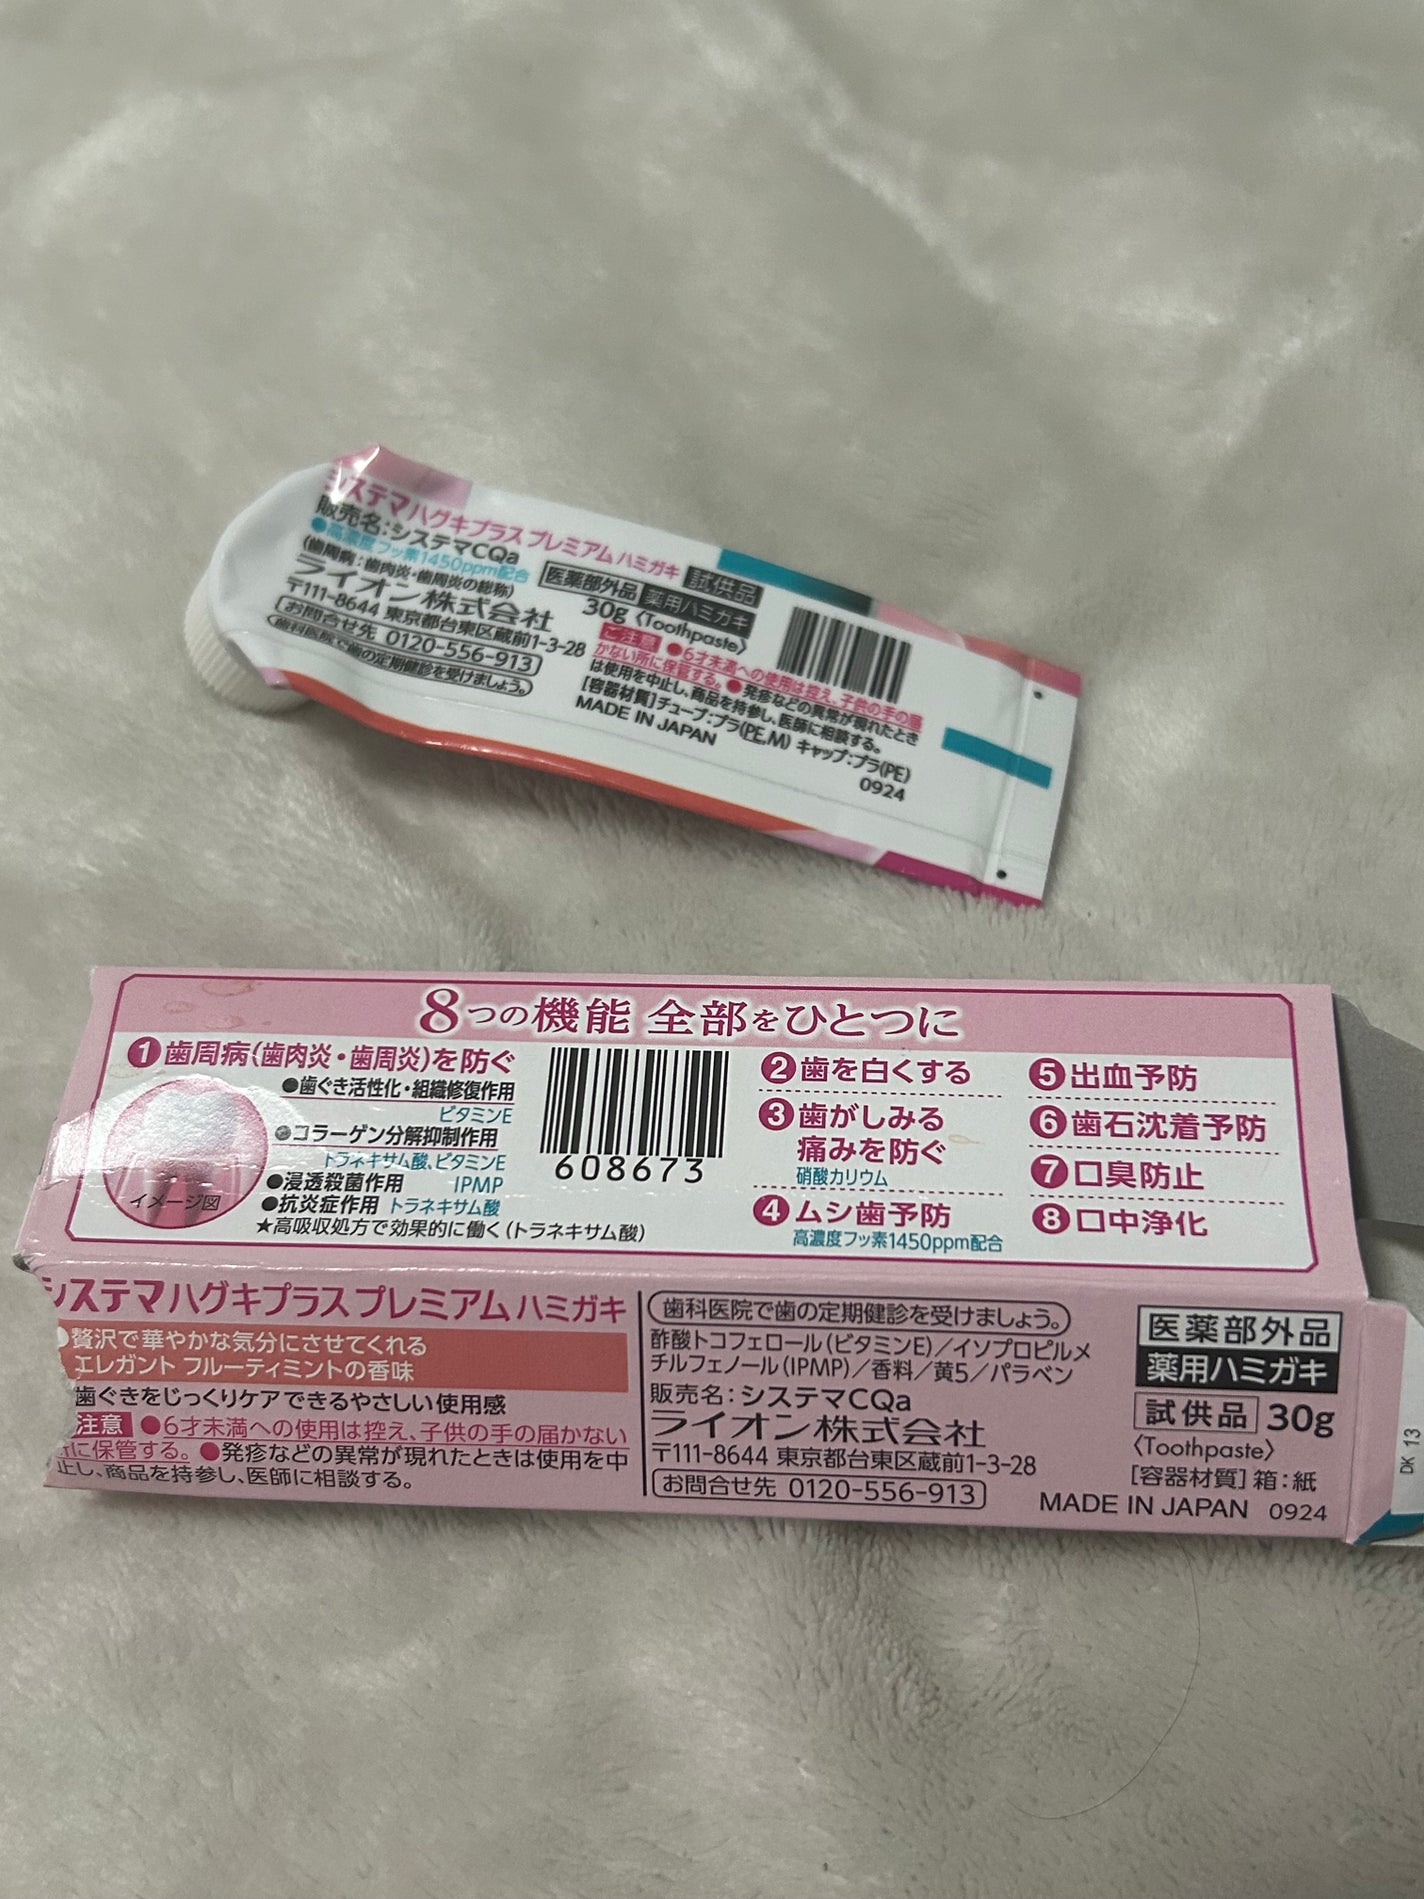 システマ ハグキプラス プレミアム ハミガキ 試供品
販売名:システマCQa
●高濃度フッ素1450ppm配合
医薬部外品 薬用ハミガキ
(歯周病:歯肉炎・歯周炎の総称)
30g〈Toothpaste〉
ライオン株式会社
〒111-8644 東京都台東区蔵前1-3-28
お問合せ先 0120-556-913
歯科医院で歯の定期健診を受けましょう。
ご注意 ●6才未満への使用は控え、子供の手の届
かない所に保管する。●発疹などの異常が現れたとき
は使用を中止し、商品を持参し、医師に相談する。
[容器材質]チューブ:プラ(PE,M) キャップ:プラ(PE)
MADE IN JAPAN
0924
8つの機能 全部をひとつに
1 歯周病(歯肉炎・歯周炎)を防ぐ
●歯ぐき活性化・組織修復作用
ビタミンE
●コラーゲン分解抑制作用
トラネキサム酸、ビタミンE
●浸透殺菌作用 IPMP
●抗炎症作用 トラネキサム酸
★高吸収処方で効果的に働く(トラネキサム酸)
イメージ図
608673
2 歯を白くする
3 歯がしみる
痛みを防ぐ
硝酸カリウム
4 ムシ歯予防
高濃度フッ素1450ppm配合
5 出血予防
6 歯石沈着予防
7 口臭防止
8 口中浄化
システマ ハグキプラス プレミアム ハミガキ
●贅沢で華やかな気分にさせてくれる
エレガント フルーティミントの香味
歯ぐきをじっくりケアできるやさしい使用感
注意 ●6才未満への使用は控え、子供の手の届かない
所に保管する。●発疹などの異常が現れたときは使用を中
止し、商品を持参し、医師に相談する。
歯科医院で歯の定期健診を受けましょう。
酢酸トコフェロール(ビタミンE)／イソプロピルメ
チルフェノール(IPMP)／香料／黄5／パラベン
販売名:システマCQa
ライオン株式会社
〒111-8644 東京都台東区蔵前1-3-28
お問合せ先 0120-556-913
医薬部外品
薬用ハミガキ
試供品 30g
〈Toothpaste〉
[容器材質]箱:紙
MADE IN JAPAN 0924
DK 13